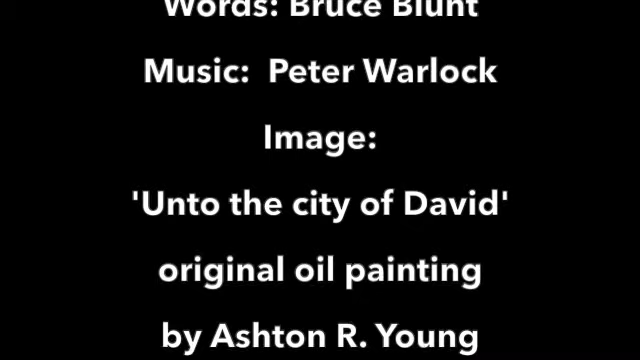 Words: Bruce Blunt
Music: Peter Warlock
Image:
'Unto the city of David'
original oil painting
by Ashton R. Young